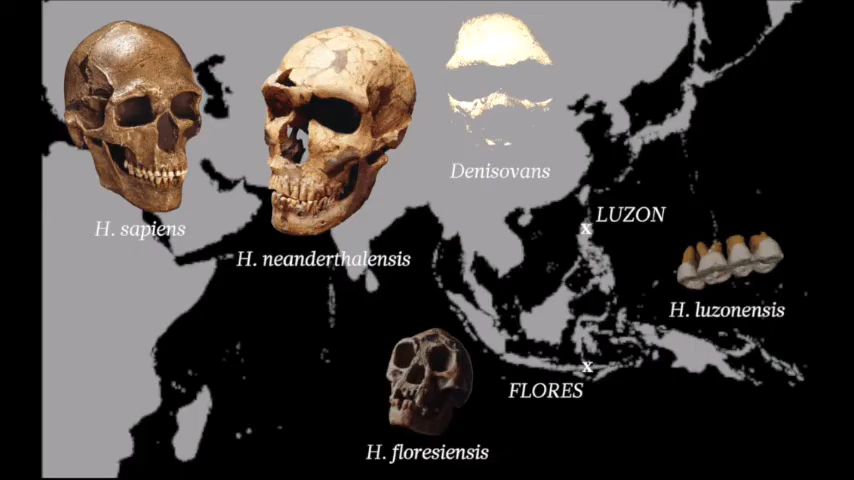 Denisovans
H. sapiens
LUZON
x
H. neanderthalensis
H. luzonensis
x
FLORES
H. floresiensis